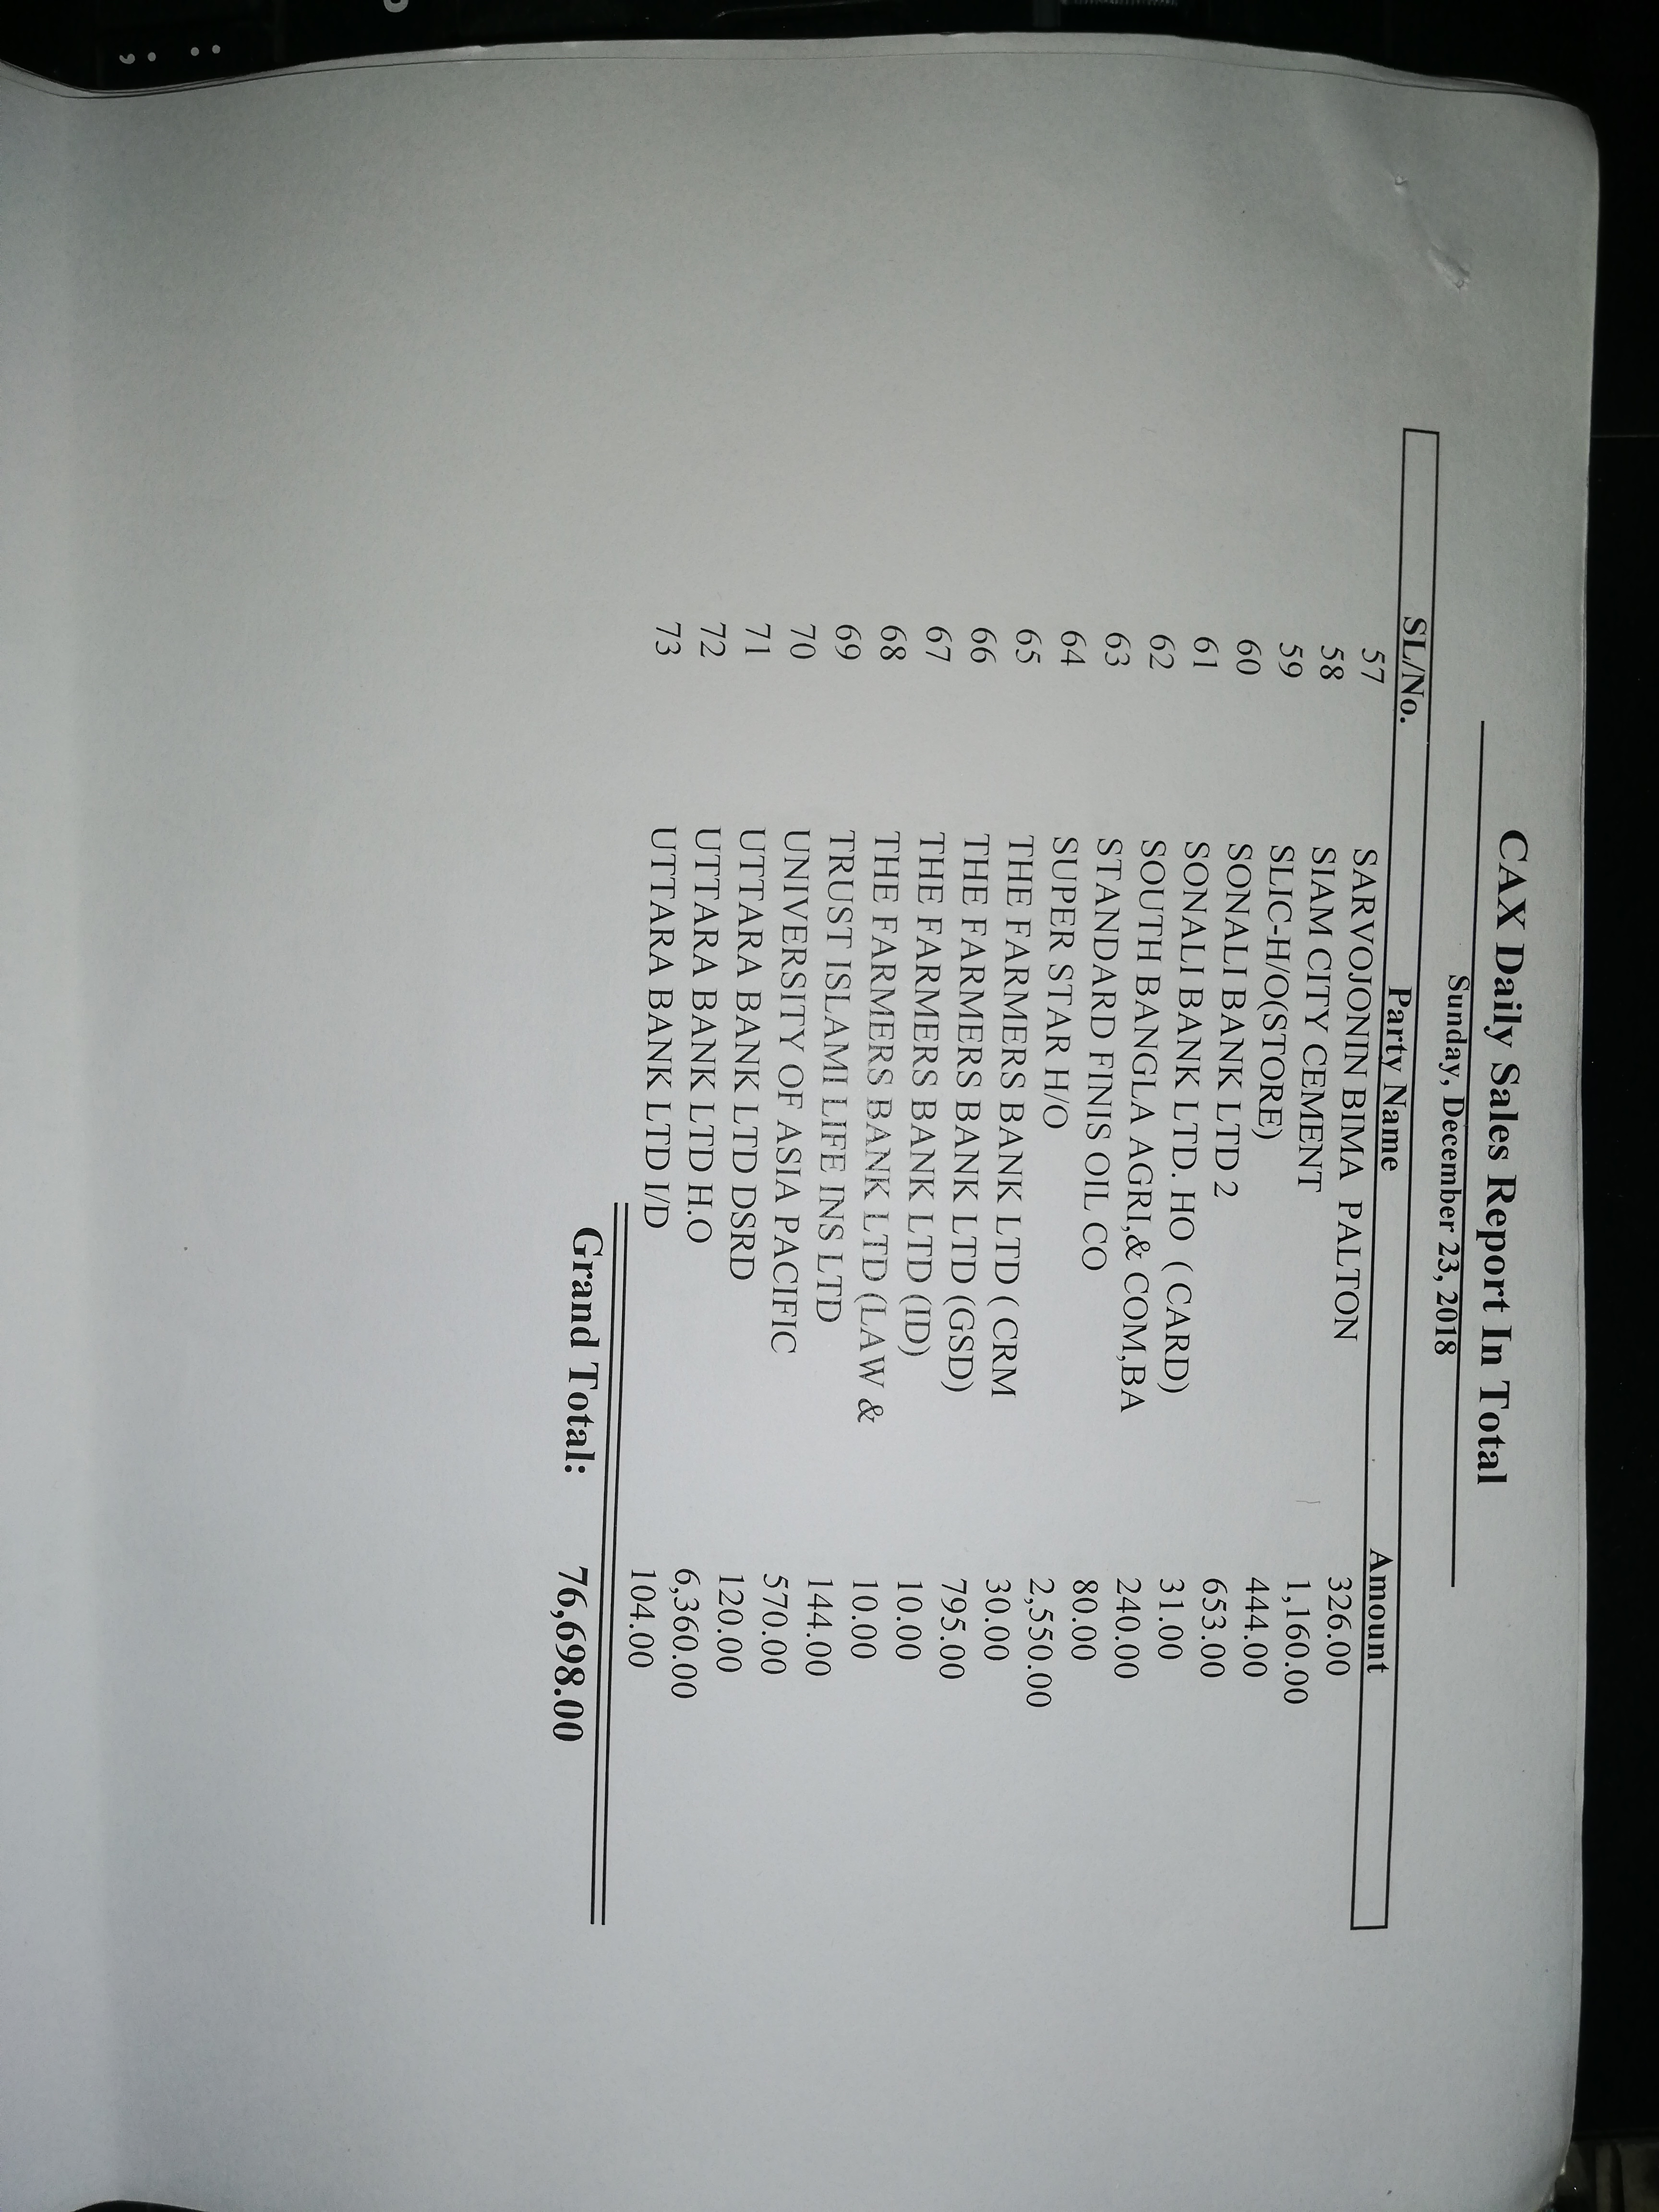 CAX Daily Sales Report In Total
Sunday, December 23, 2018
SL/No. Party Name Amount
57 SARVOJONIN BIMA PALTON 326.00
58 SIAM CITY CEMENT 1,160.00
59 SLIC-H/O(STORE) 444.00
60 SONALI BANK LTD 2 653.00
61 SONALI BANK LTD. HO ( CARD) 31.00
62 SOUTH BANGLA AGRI,& COM,BA 240.00
63 STANDARD FINIS OIL CO 80.00
64 SUPER STAR H/O 2,550.00
65 THE FARMERS BANK LTD ( CRM 30.00
66 THE FARMERS BANK LTD (GSD) 795.00
67 THE FARMERS BANK LTD (ID) 10.00
68 THE FARMERS BANK LTD (LAW & 10.00
69 TRUST ISLAMI LIFE INS LTD 144.00
70 UNIVERSITY OF ASIA PACIFIC 570.00
71 UTTARA BANK LTD DSRD 120.00
72 UTTARA BANK LTD H.O 6,360.00
73 UTTARA BANK LTD I/D 104.00
Grand Total: 76,698.00